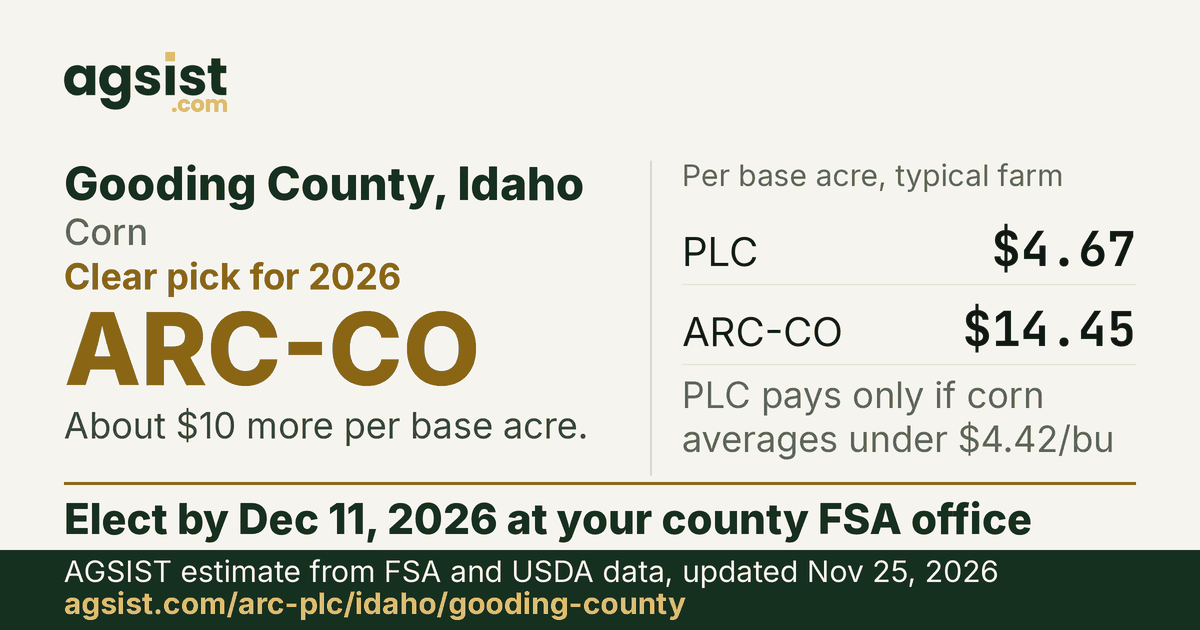 agsist
.com
Gooding County, Idaho
Corn
Clear pick for 2026
ARC-CO
About $10 more per base acre.
Per base acre, typical farm
PLC $4.67
ARC-CO $14.45
PLC pays only if corn
averages under $4.42/bu
Elect by Dec 11, 2026 at your county FSA office
AGSIST estimate from FSA and USDA data, updated Nov 25, 2026
agsist.com/arc-plc/idaho/gooding-county